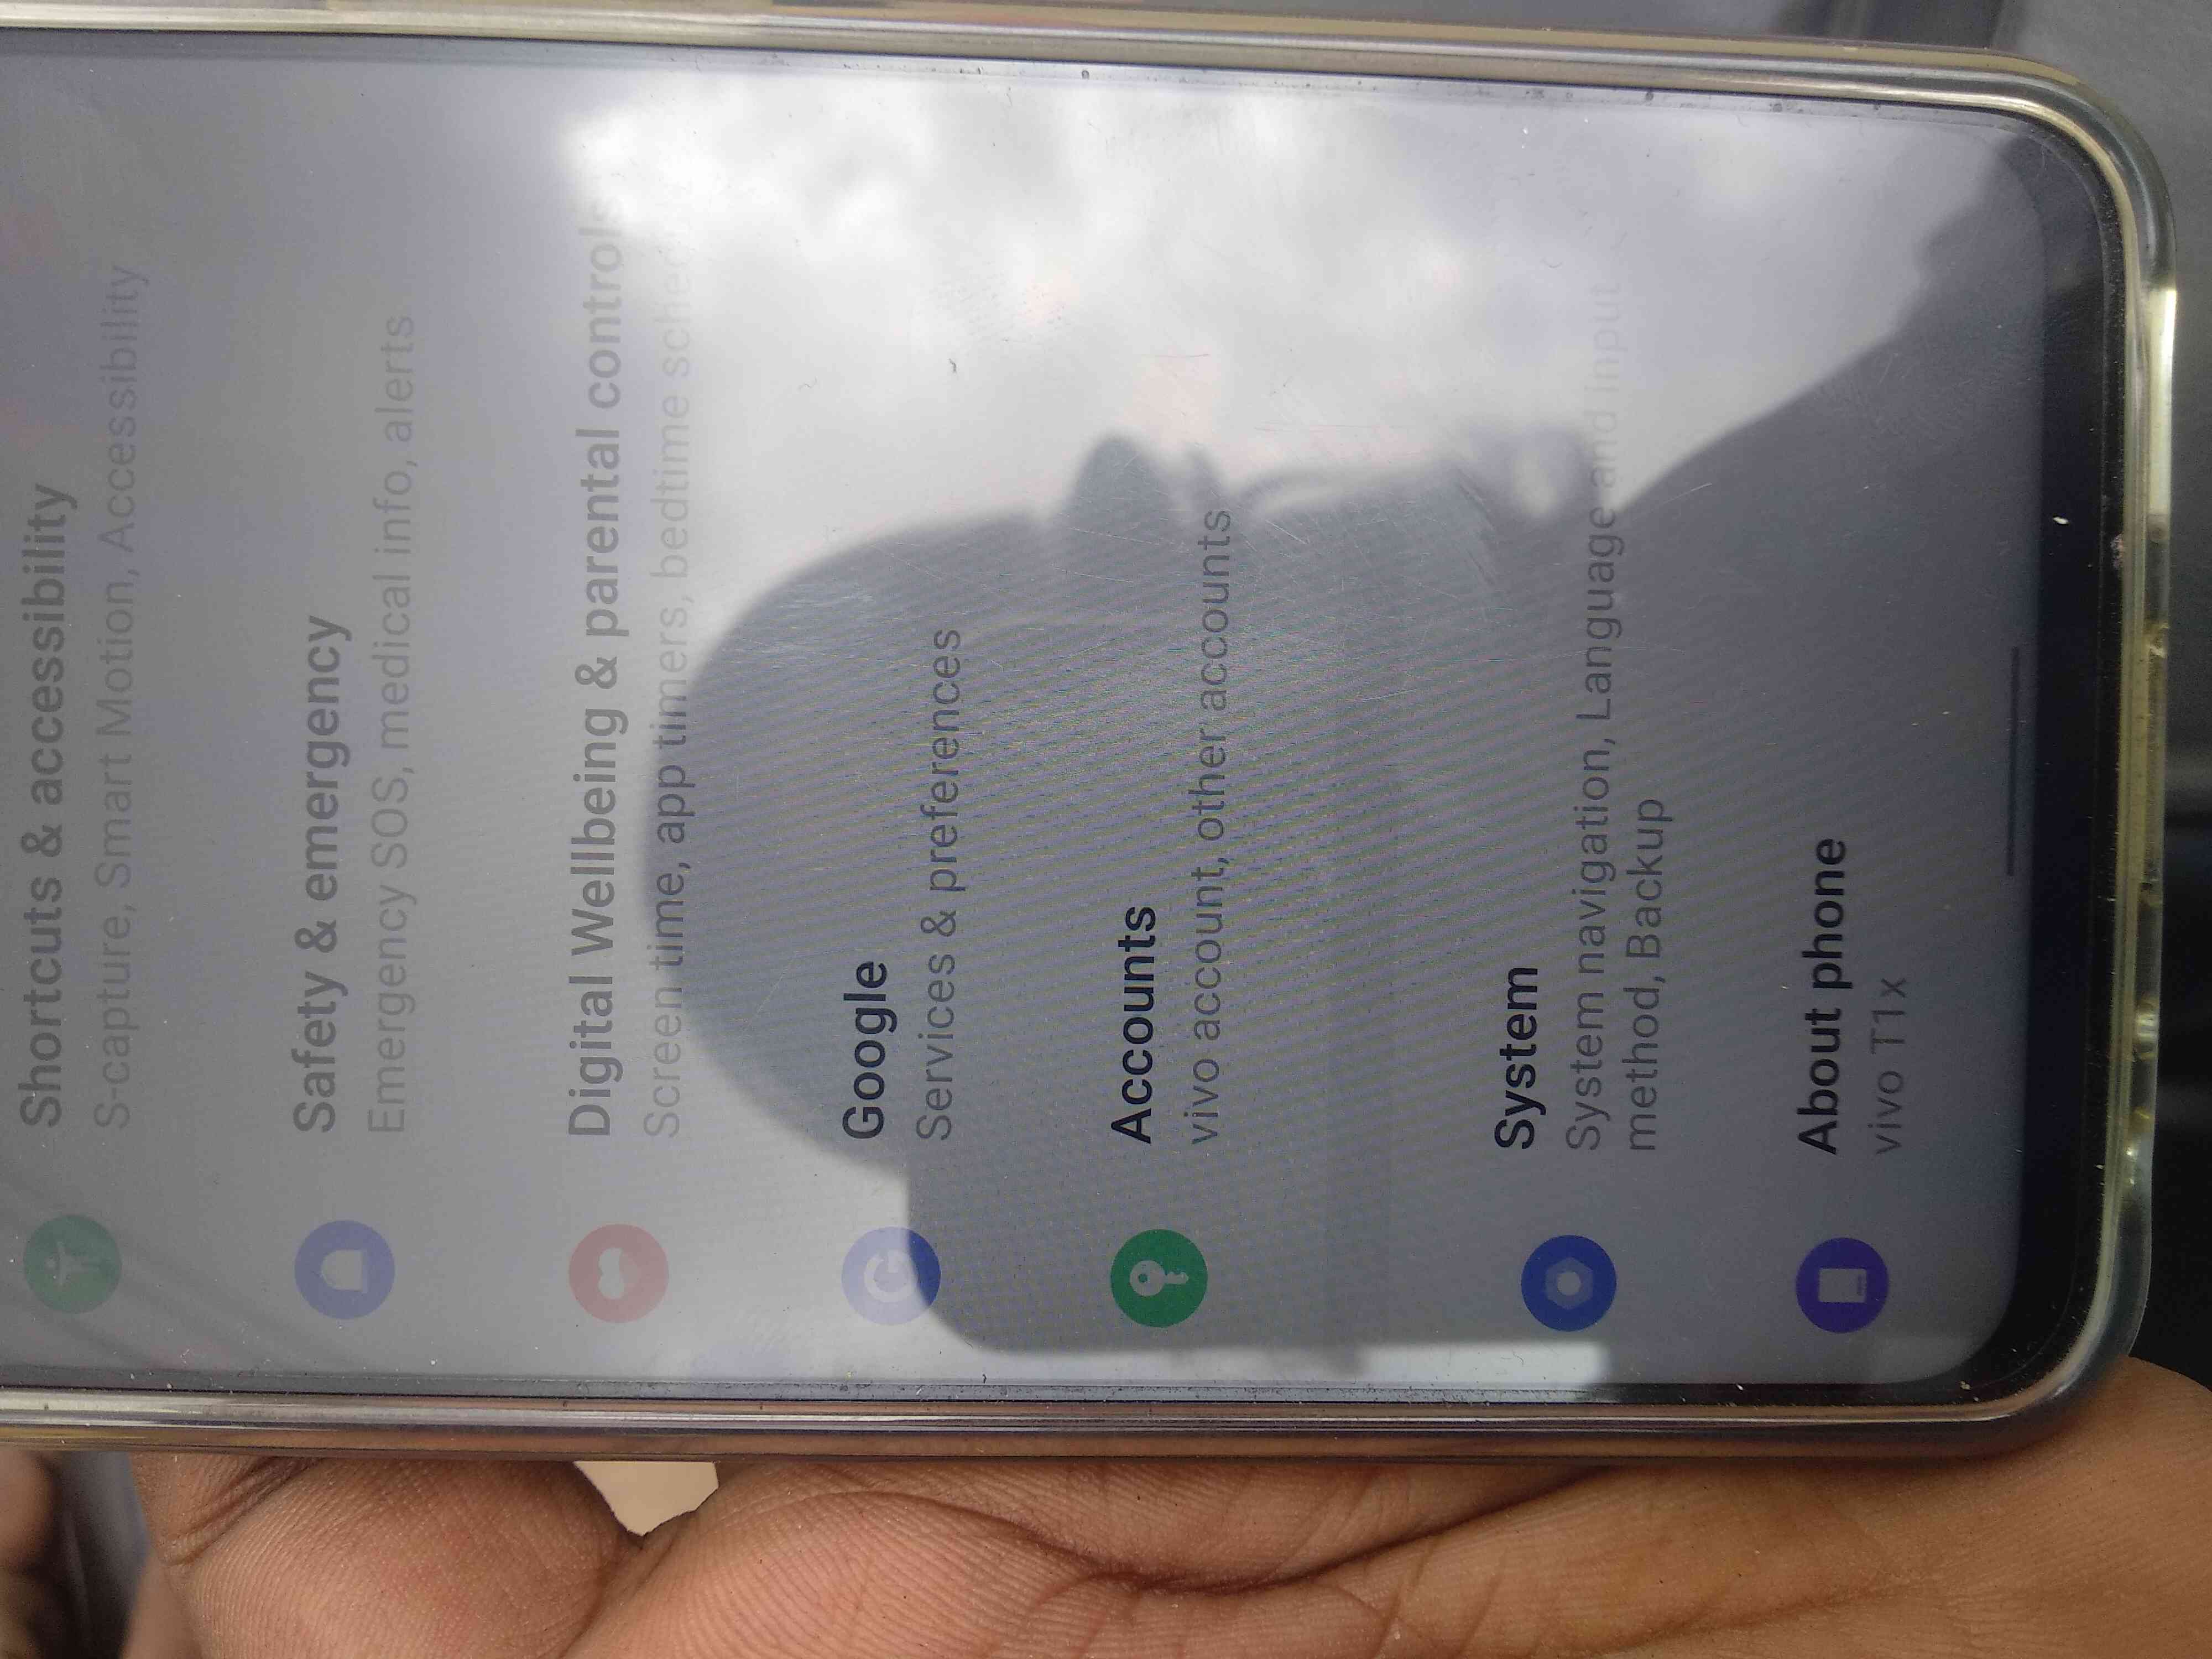 Shortcuts & accessibility
S-capture, Smart Motion, Accessibility
Safety & emergency
Emergency SOS, medical info, alerts
Digital Wellbeing & parental controls
Screen time, app timers, bedtime
Google
Services & preferences
Accounts
vivo account, other accounts
System
System navigation, Language and input
method, Backup
About phone
vivo T1x